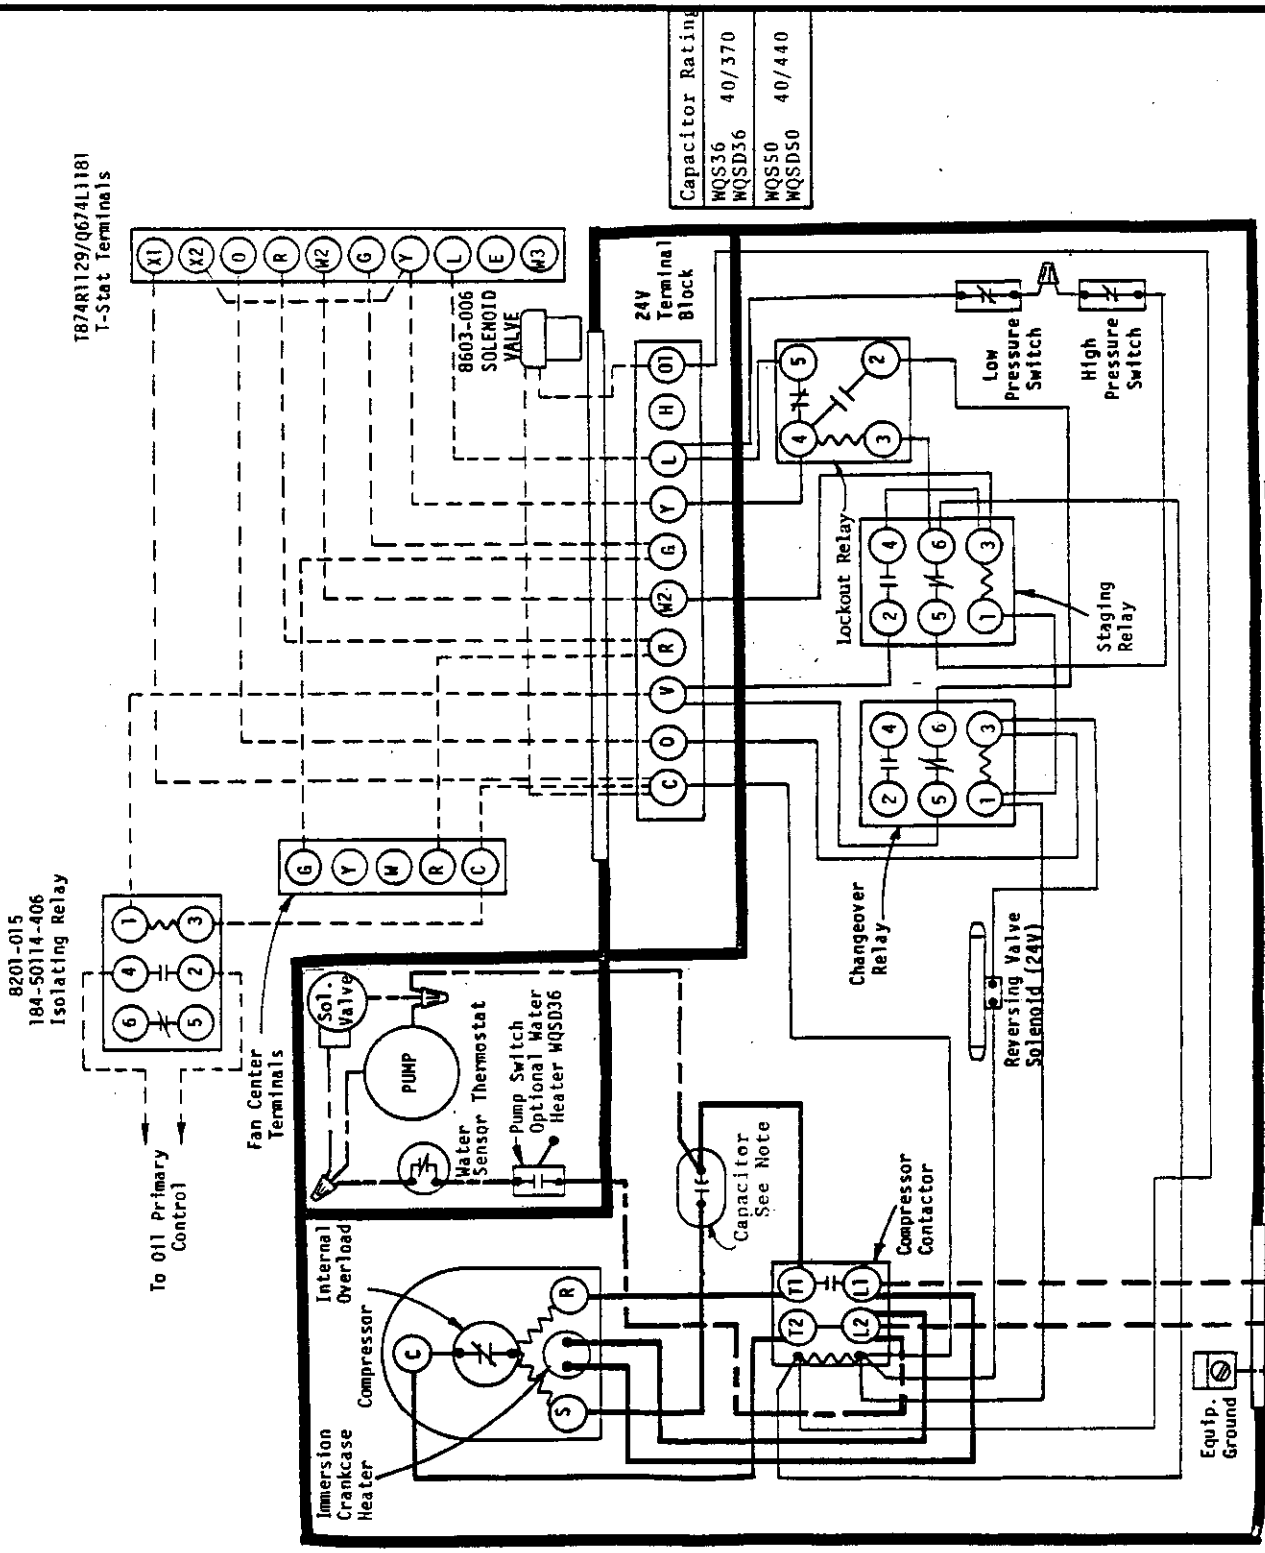 T874R1129/Q674L1181
T-Stat Terminals
X1
X2
O
R
W2
G
Y
L
E
W3
8603-006
SOLENOID
VALVE
Capacitor Rating
WQS36 40/370
WQSD36
WQS50 40/440
WQSD50
8201-015
184-50114-406
Isolating Relay
1
3
4
2
6
5
To Oil Primary
Control
Fan Center
Terminals
G
Y
W
R
C
24V
Terminal
Block
C
O
V
R
W2
G
Y
L
H
01
Sol.
Valve
PUMP
Water
Sensor Thermostat
Pump Switch
Optional Water
Heater WQSD36
Lockout Relay
5
2
4
3
Low
Pressure
Switch
High
Pressure
Switch
Staging
Relay
4
6
3
2
5
1
Changeover
Relay
4
6
3
2
5
1
Reversing Valve
Solenoid (24V)
Capacitor
See Note
Compressor
Contactor
T1
L1
T2
L2
Internal
Overload
Compressor
C
R
S
Immersion
Crankcase
Heater
Equip.
Ground